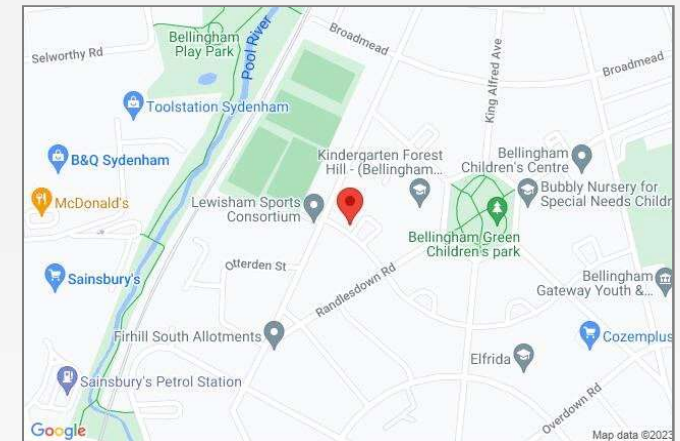 Bellingham
Play Park
Selworthy Rd
Pool River
Broadmead
Broadmead
King Alfred Ave
Toolstation Sydenham
B&Q Sydenham
McDonald's
Kindergarten Forest
Hill - (Bellingham...
Bellingham
Children's Centre
Bubbly Nursery for
Special Needs Childr
Lewisham Sports
Consortium
Bellingham Green
Children's park
Sainsbury's
Otterden St
Randlesdown Rd
Bellingham
Gateway Youth &...
Firhill South Allotments
Cozemplus
Elfrida
Sainsbury's Petrol Station
Overdown Rd
Google
Map data ©2023